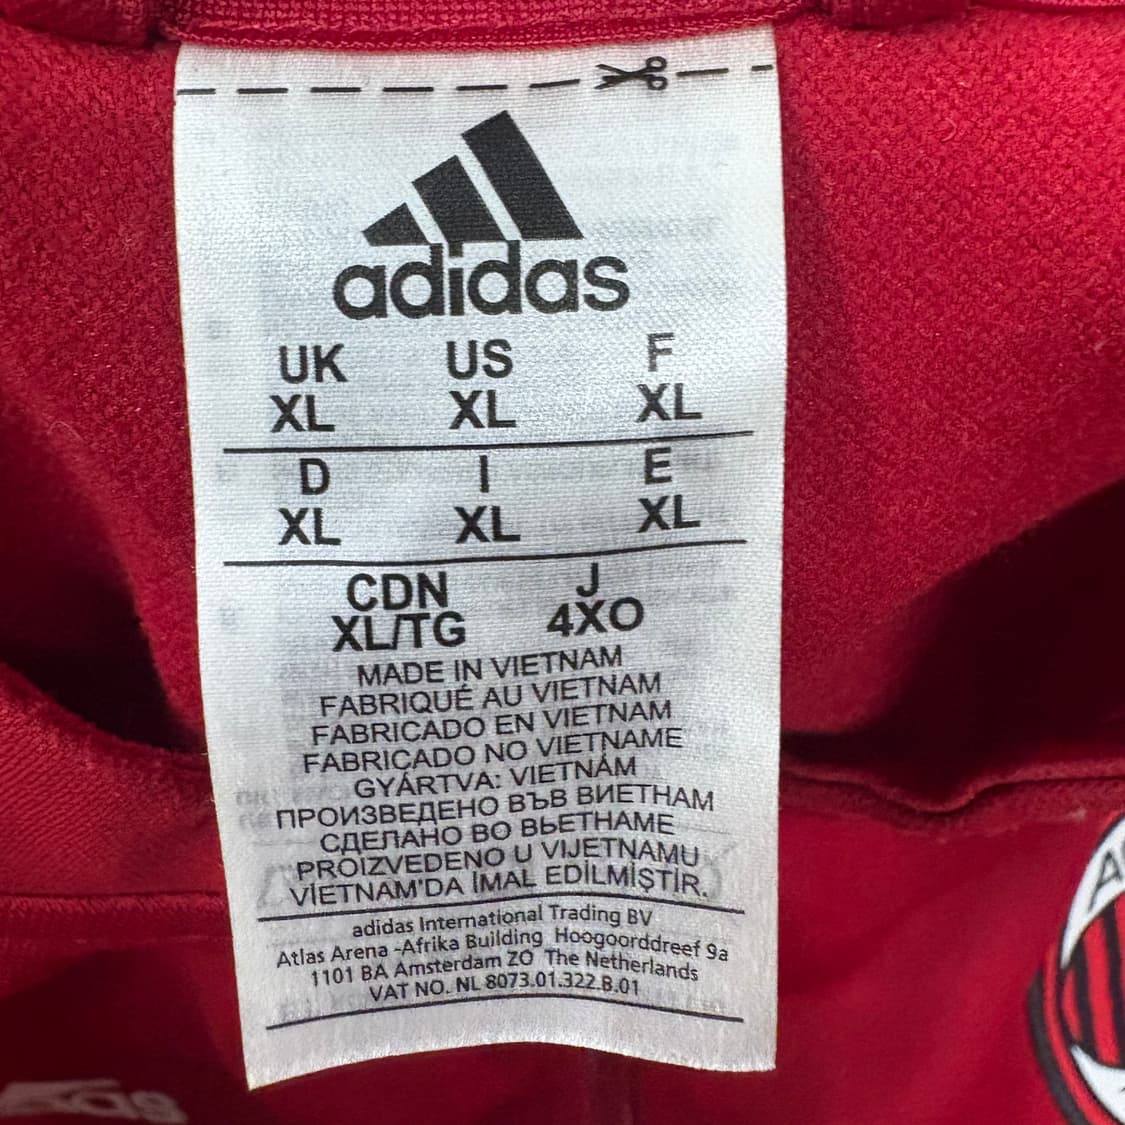 adidas
UK US F
XL XL XL
D I E
XL XL XL
CDN J
XL/TG 4XO
MADE IN VIETNAM
FABRIQUÉ AU VIETNAM
FABRICADO EN VIETNAM
FABRICADO NO VIETNAME
GYÁRTVA: VIETNÁM
ПРОИЗВЕДЕНО ВЪВ ВИЕТНАМ
СДЕЛАНО ВО ВЬЕТНАМЕ
PROIZVEDENO U VIJETNAMU
VİETNAM'DA İMAL EDİLMİŞTİR.
adidas International Trading BV
Atlas Arena -Afrika Building Hoogoorddreef 9a
1101 BA Amsterdam ZO The Netherlands
VAT NO. NL 8073.01.322.B.01